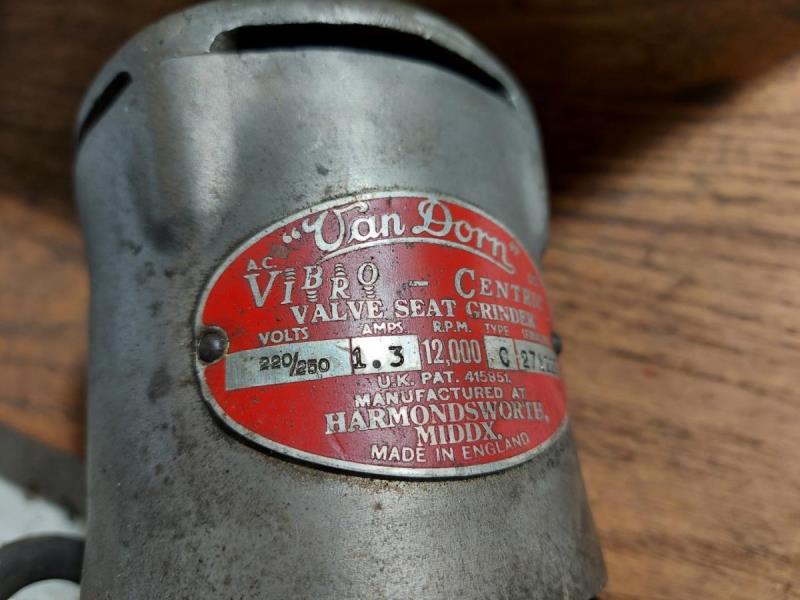 "Van Dorn"
A.C.
VIBRO - CENTRIC
VALVE SEAT GRINDER
VOLTS AMPS R.P.M. TYPE
220/250 1.3 12,000 C
U.K. PAT. 415951.
MANUFACTURED AT
HARMONDSWORTH,
MIDDX.
MADE IN ENGLAND